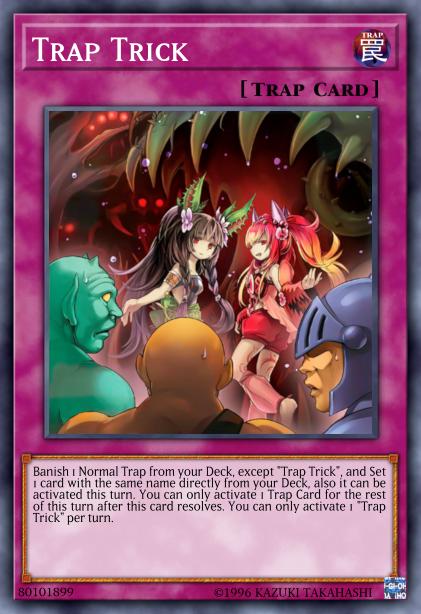 TRAP TRICK
TRAP
罠
[TRAP CARD]
Banish 1 Normal Trap from your Deck, except "Trap Trick", and Set
1 card with the same name directly from your Deck, also it can be
activated this turn. You can only activate 1 Trap Card for the rest
of this turn after this card resolves. You can only activate 1 "Trap
Trick" per turn.
80101899
©1996 KAZUKI TAKAHASHI